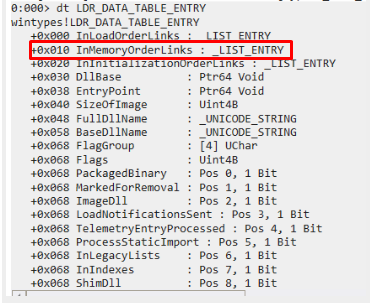 0:000> dt LDR_DATA_TABLE_ENTRY
wintypes!LDR_DATA_TABLE_ENTRY
+0x000 InLoadOrderLinks : _LIST_ENTRY
+0x010 InMemoryOrderLinks : _LIST_ENTRY
+0x020 InInitializationOrderLinks : _LIST_ENTRY
+0x030 DllBase : Ptr64 Void
+0x038 EntryPoint : Ptr64 Void
+0x040 SizeOfImage : Uint4B
+0x048 FullDllName : _UNICODE_STRING
+0x058 BaseDllName : _UNICODE_STRING
+0x068 FlagGroup : [4] UChar
+0x068 Flags : Uint4B
+0x068 PackagedBinary : Pos 0, 1 Bit
+0x068 MarkedForRemoval : Pos 1, 1 Bit
+0x068 ImageDll : Pos 2, 1 Bit
+0x068 LoadNotificationsSent : Pos 3, 1 Bit
+0x068 TelemetryEntryProcessed : Pos 4, 1 Bit
+0x068 ProcessStaticImport : Pos 5, 1 Bit
+0x068 InLegacyLists : Pos 6, 1 Bit
+0x068 InIndexes : Pos 7, 1 Bit
+0x068 ShimDll : Pos 8, 1 Bit